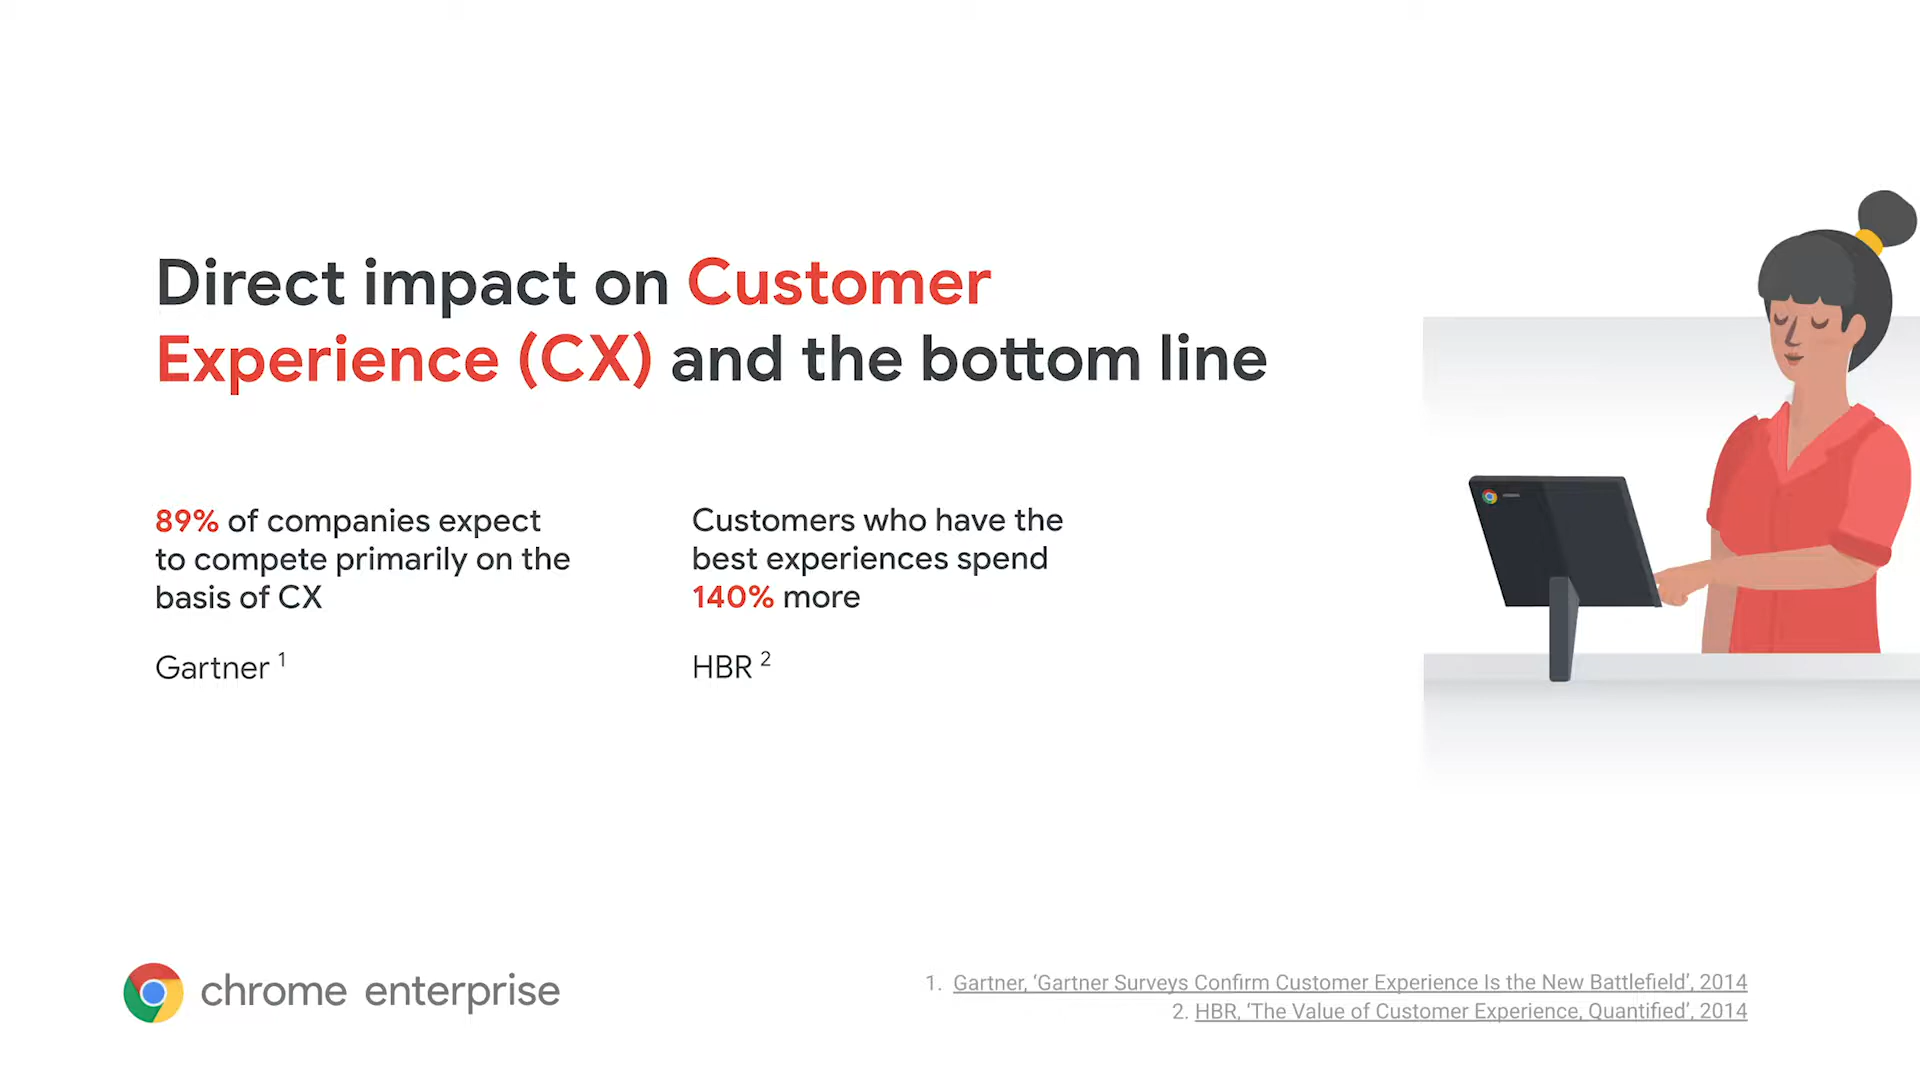 Direct impact on Customer
Experience (CX) and the bottom line
89% of companies expect
to compete primarily on the
basis of CX
Gartner 1
Customers who have the
best experiences spend
140% more
HBR 2
chrome enterprise
1. Gartner, ‘Gartner Surveys Confirm Customer Experience Is the New Battlefield’, 2014
2. HBR, ‘The Value of Customer Experience, Quantified’, 2014